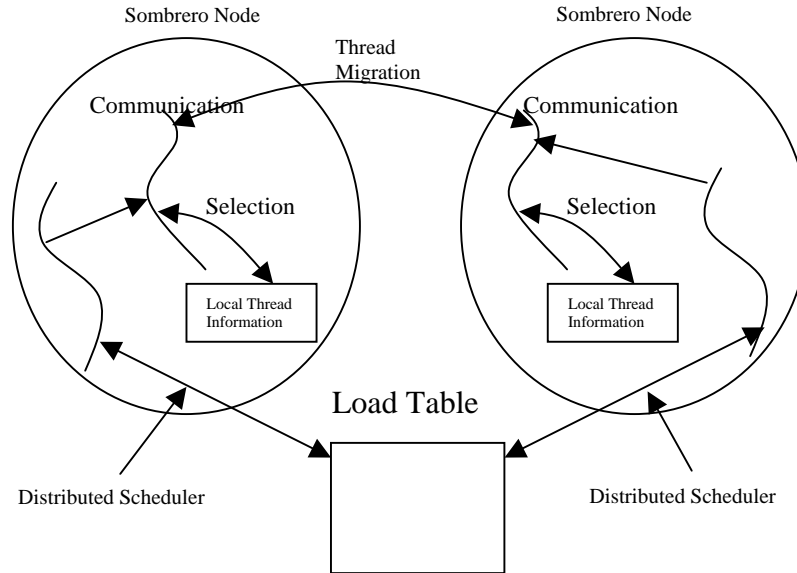 Sombrero Node
Sombrero Node
Thread
Migration
Communication
Communication
Selection
Selection
Local Thread
Information
Local Thread
Information
Load Table
Distributed Scheduler
Distributed Scheduler